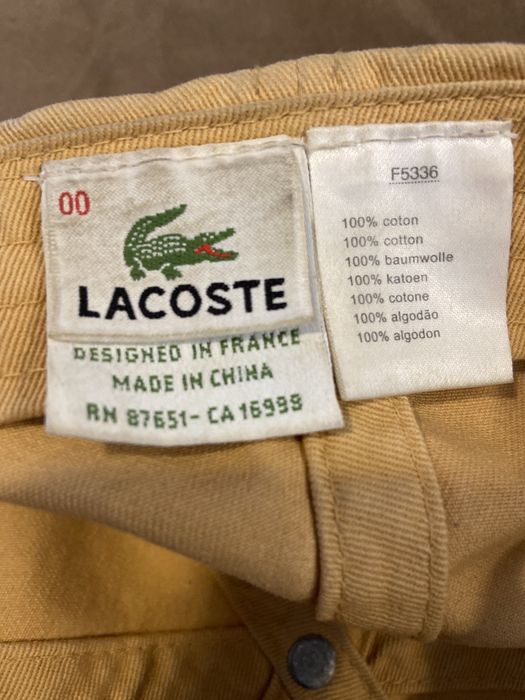 00
LACOSTE
DESIGNED IN FRANCE
MADE IN CHINA
RN 87651 - CA 16998
F5336
100% coton
100% cotton
100% baumwolle
100% katoen
100% cotone
100% algodão
100% algodon